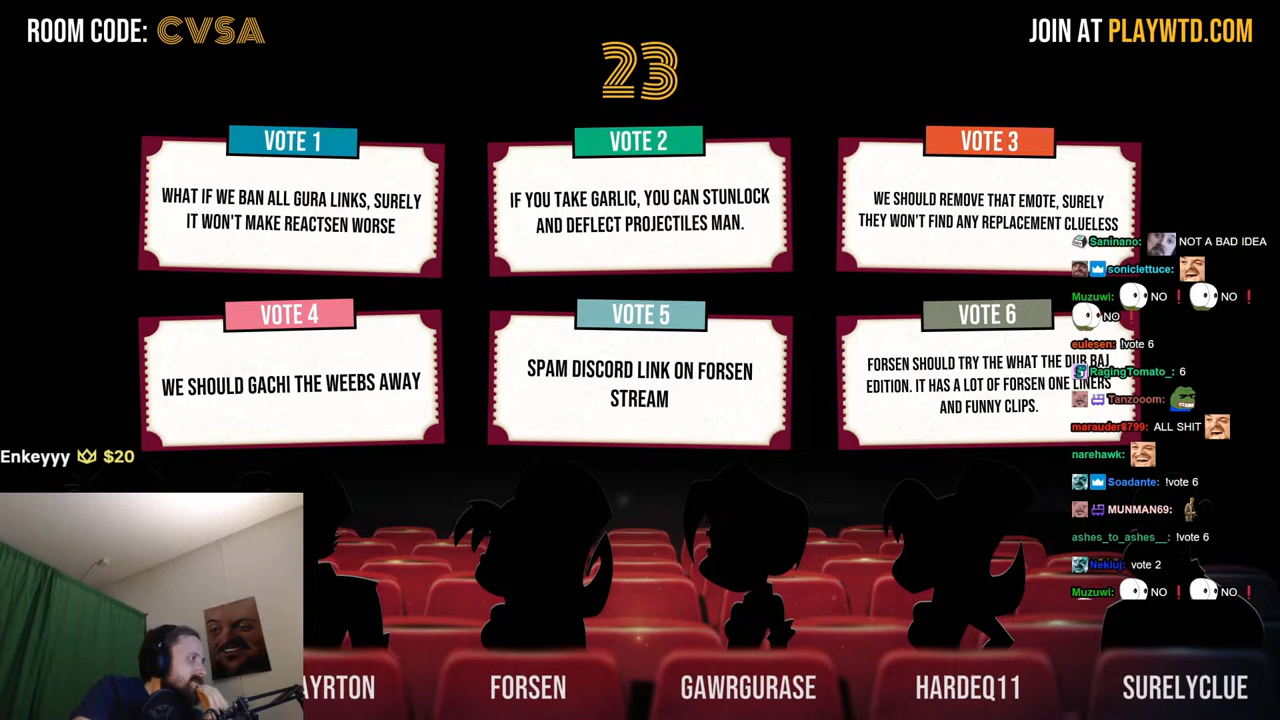 ROOM CODE: CVSA
JOIN AT PLAYWTD.COM
23
VOTE 1
WHAT IF WE BAN ALL GURA LINKS, SURELY
IT WON'T MAKE REACTSEN WORSE
VOTE 2
IF YOU TAKE GARLIC, YOU CAN STUNLOCK
AND DEFLECT PROJECTILES MAN.
VOTE 3
WE SHOULD REMOVE THAT EMOTE, SURELY
THEY WON'T FIND ANY REPLACEMENT CLUELESS
VOTE 4
WE SHOULD GACHI THE WEEBS AWAY
VOTE 5
SPAM DISCORD LINK ON FORSEN
STREAM
VOTE 6
FORSEN SHOULD TRY THE WHAT THE DUB BAJ
EDITION. IT HAS A LOT OF FORSEN ONE LINERS
AND FUNNY CLIPS.
Saninano: NOT A BAD IDEA
soniclettuce:
Muzuwi: NO ! NO !
NO !
eulesen: !vote 6
RagingTomato_: 6
Tanzooom:
marauder8799: ALL SHIT
narehawk:
Soadante: !vote 6
MUNMAN69:
ashes_to_ashes__: !vote 6
Nekluj: vote 2
Muzuwi: NO ! NO !
Enkeyyy $20
AYRTON
FORSEN
GAWRGURASE
HARDEQ11
SURELYCLUE